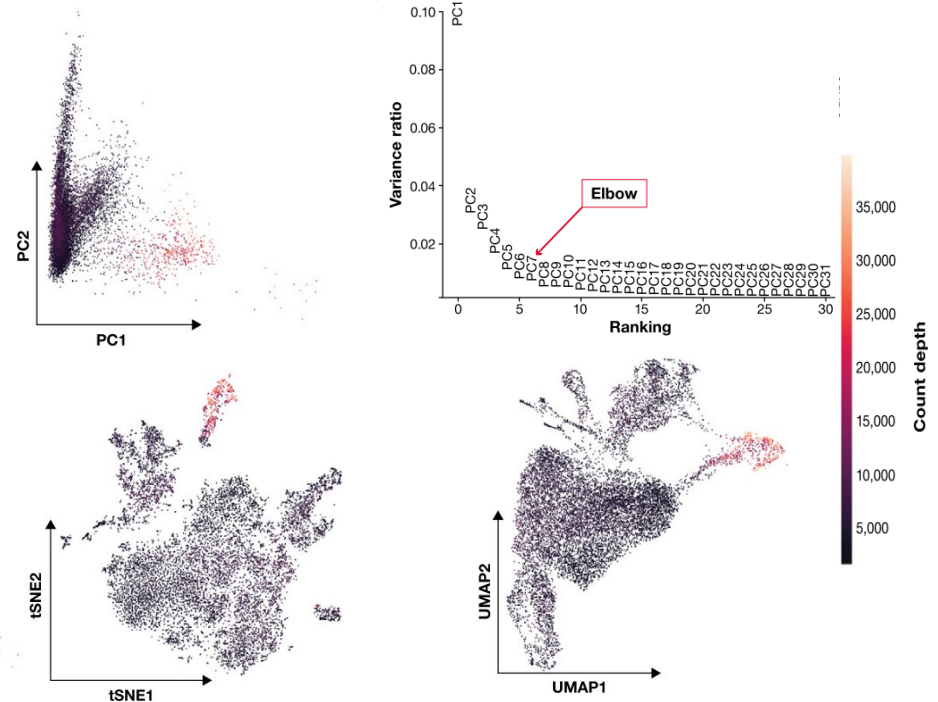 PC2
PC1
Variance ratio
0.10
0.08
0.06
0.04
0.02
PC1
PC2
PC3
PC4
PC5
PC6
PC7
PC8
PC9
PC10
PC11
PC12
PC13
PC14
PC15
PC16
PC17
PC18
PC19
PC20
PC21
PC22
PC23
PC24
PC25
PC26
PC27
PC28
PC29
PC30
PC31
Elbow
0 5 10 15 20 25 30
Ranking
35,000
30,000
25,000
20,000
15,000
10,000
5,000
Count depth
tSNE2
tSNE1
UMAP2
UMAP1